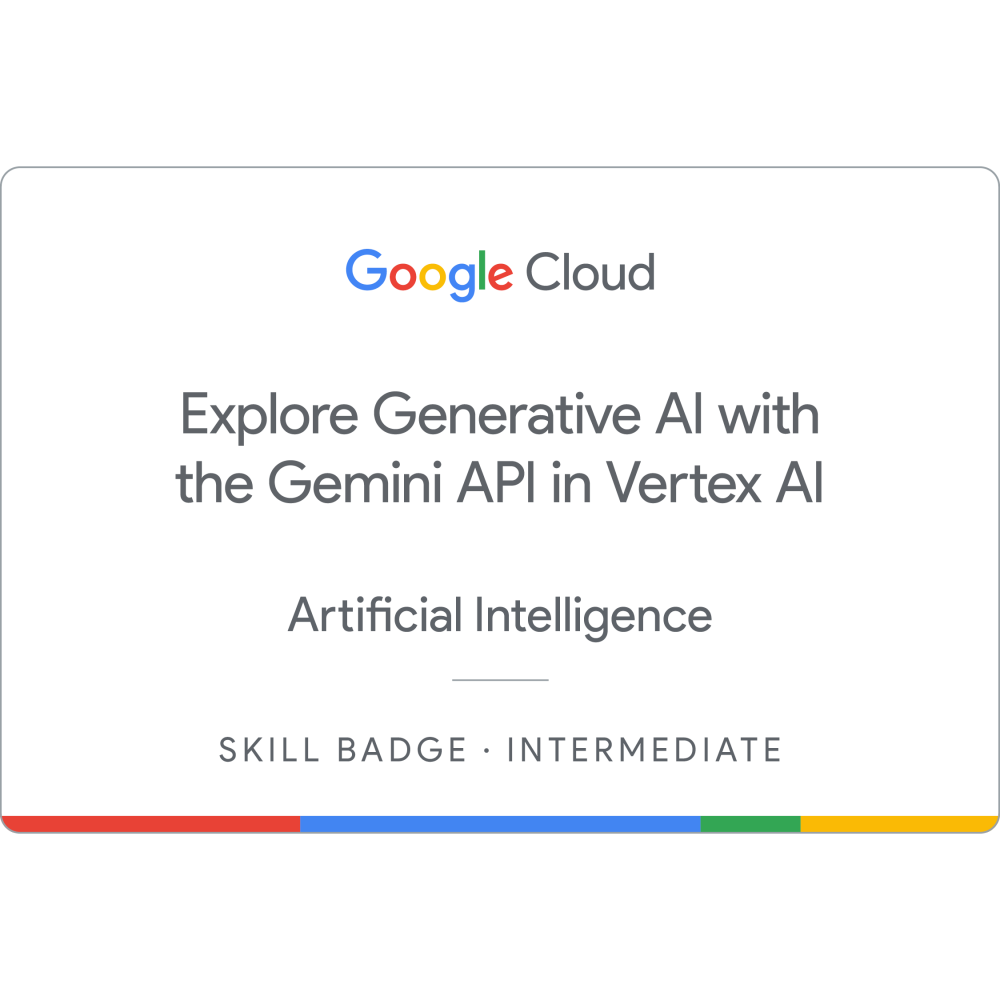 Google Cloud
Explore Generative AI with
the Gemini API in Vertex AI
Artificial Intelligence
SKILL BADGE · INTERMEDIATE